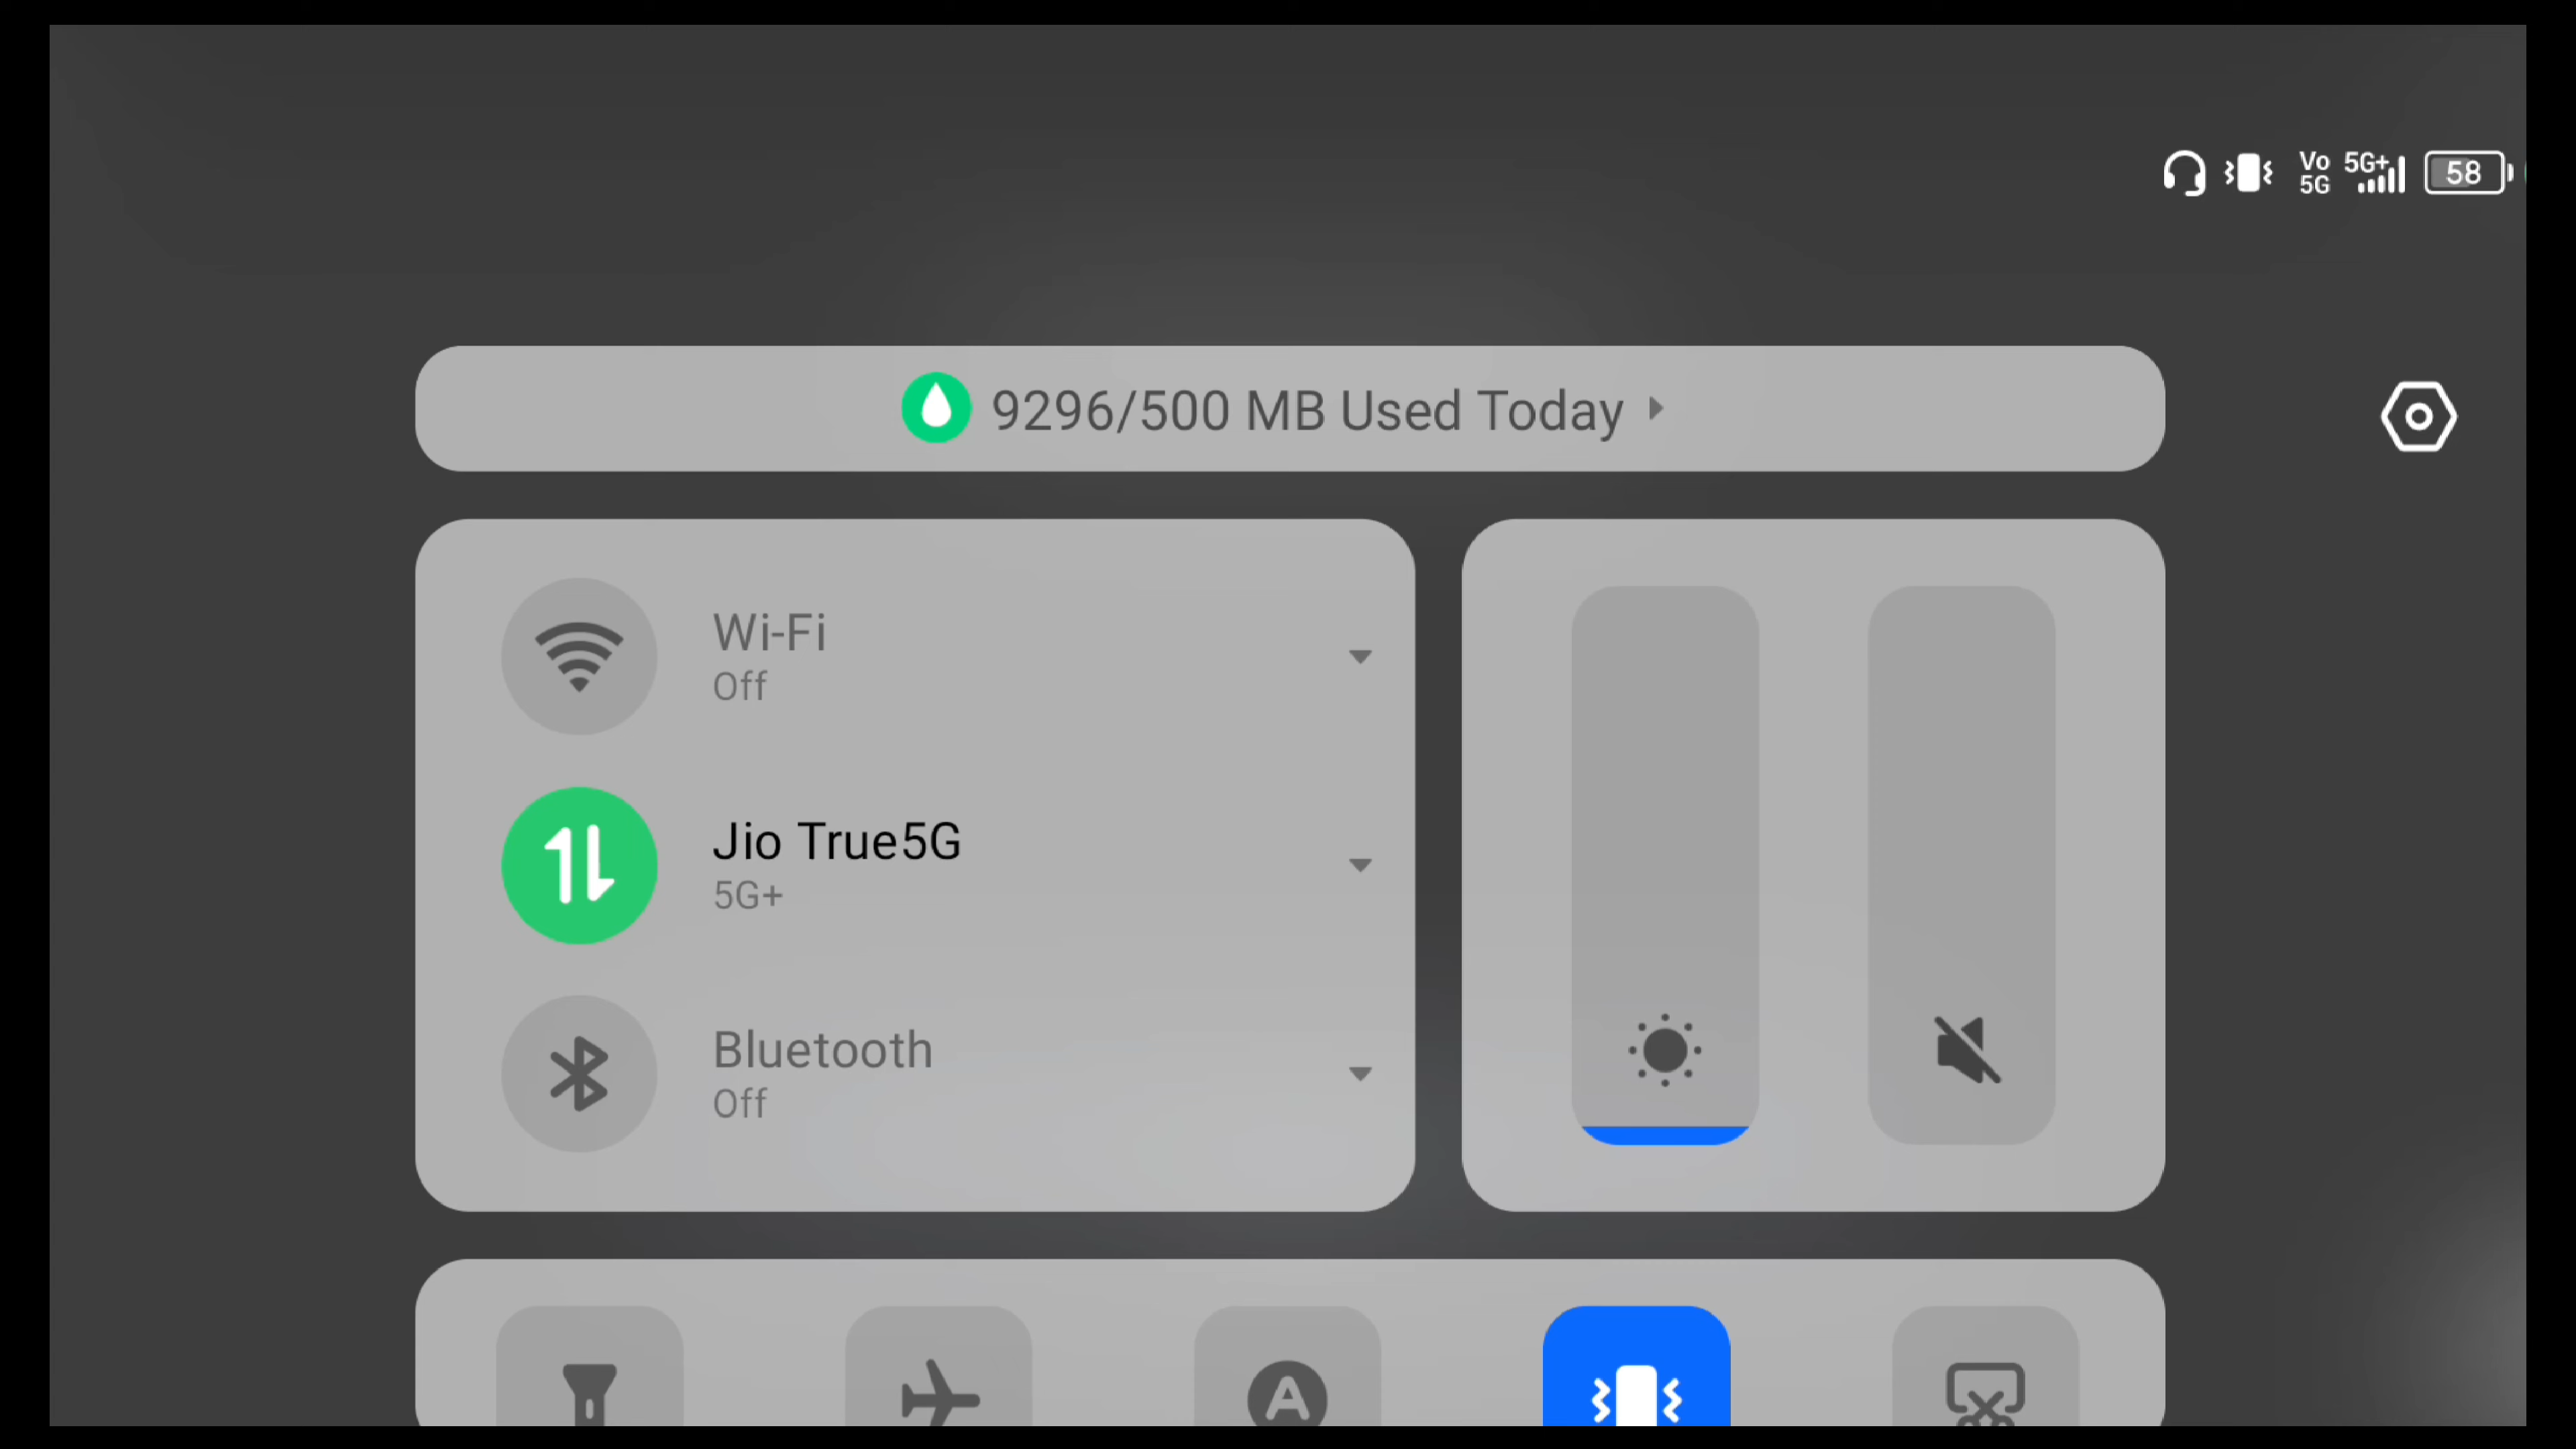 Vo 5G 5G+ 58
9296/500 MB Used Today
Wi-Fi
Off
Jio True5G
5G+
Bluetooth
Off
A